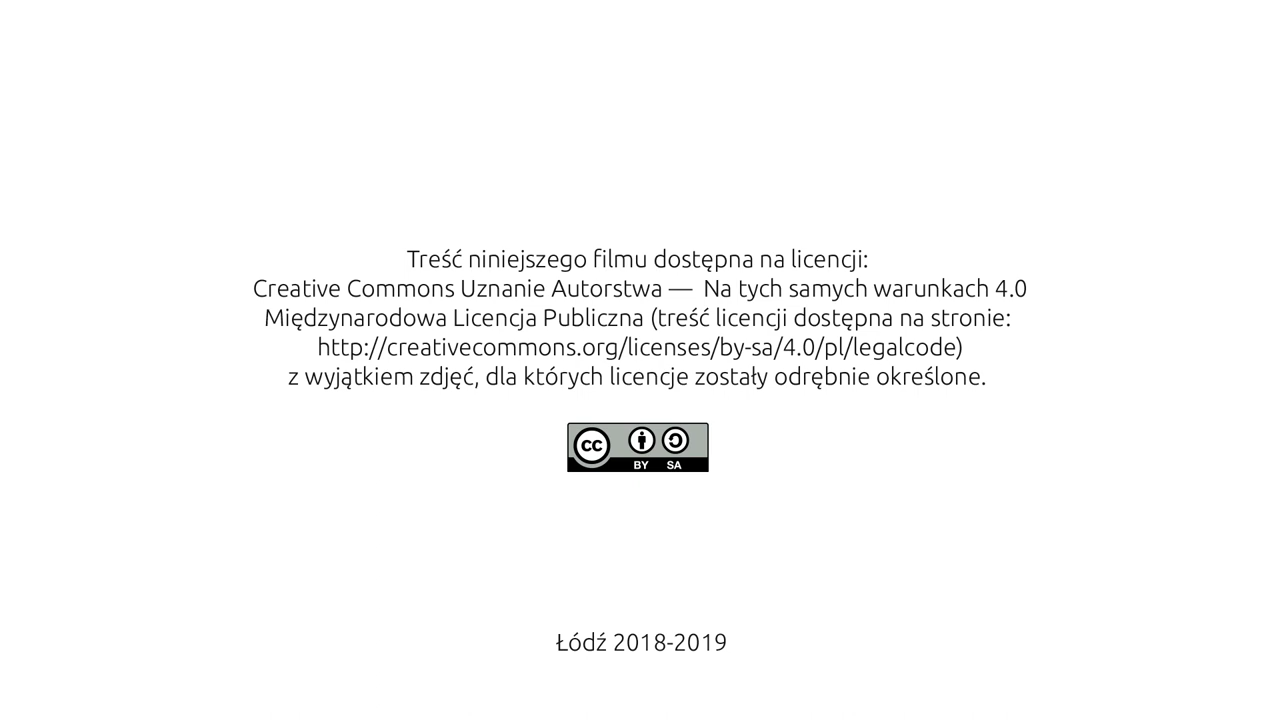 Treść niniejszego filmu dostępna na licencji:
Creative Commons Uznanie Autorstwa — Na tych samych warunkach 4.0
Międzynarodowa Licencja Publiczna (treść licencji dostępna na stronie:
http://creativecommons.org/licenses/by-sa/4.0/pl/legalcode)
z wyjątkiem zdjęć, dla których licencje zostały odrębnie określone.
cc
BY SA
Łódź 2018-2019